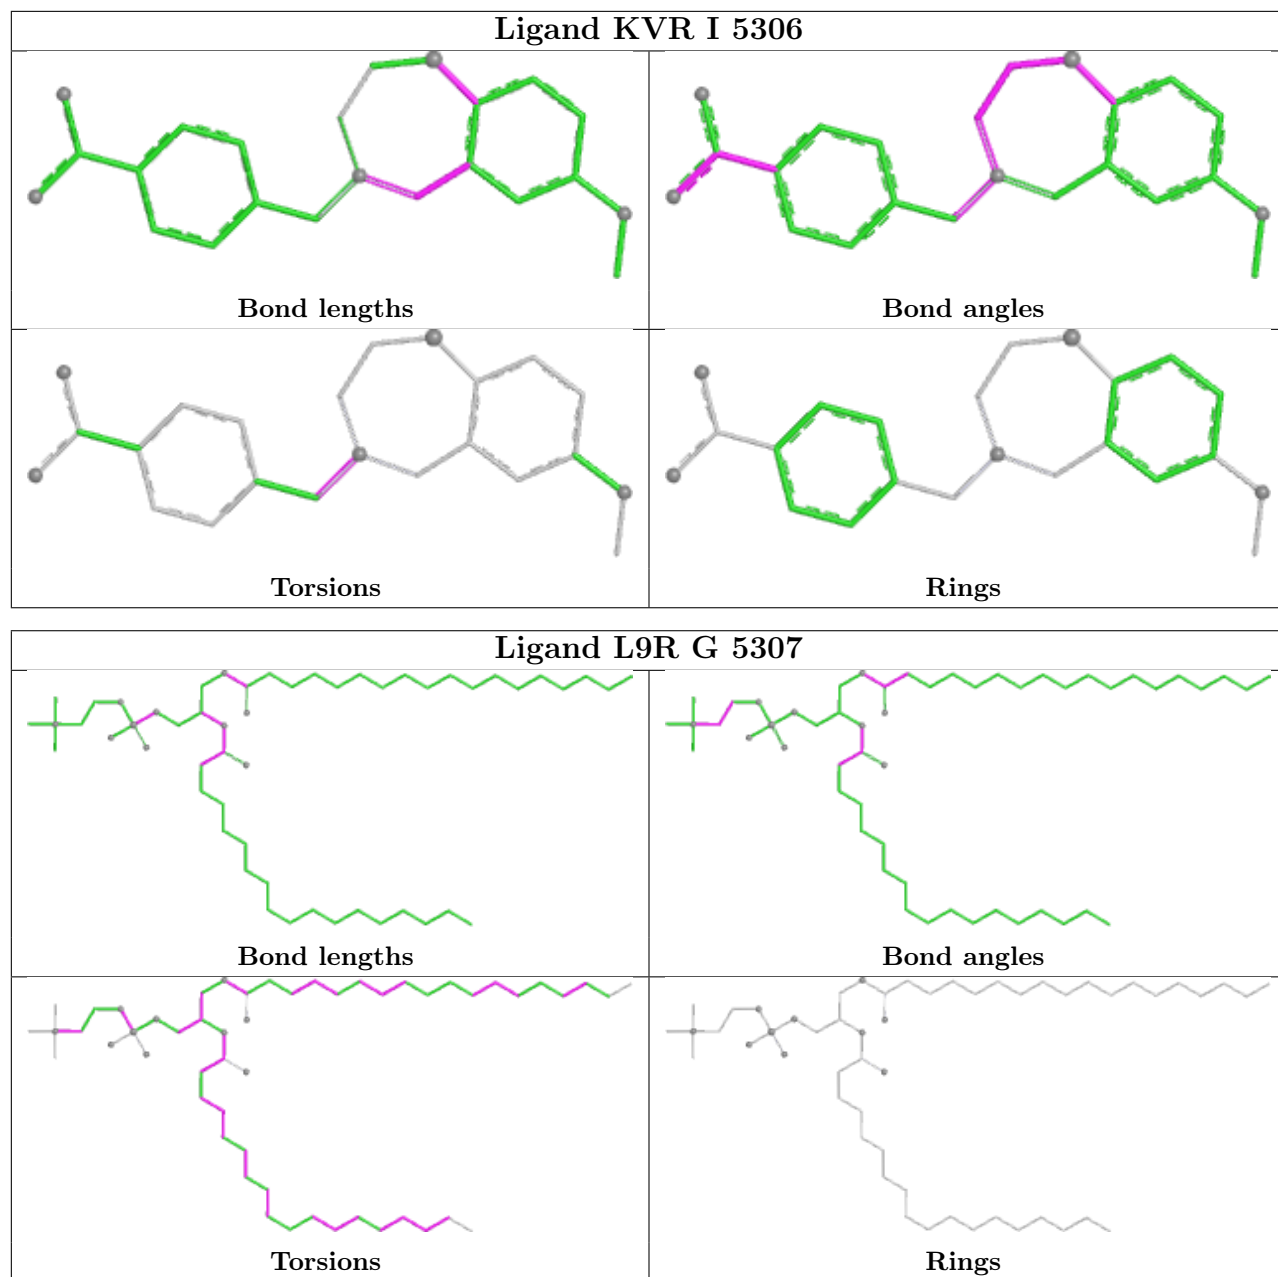 Ligand KVR I 5306
Bond lengths
Bond angles
Torsions
Rings
Ligand L9R G 5307
Bond lengths
Bond angles
Torsions
Rings